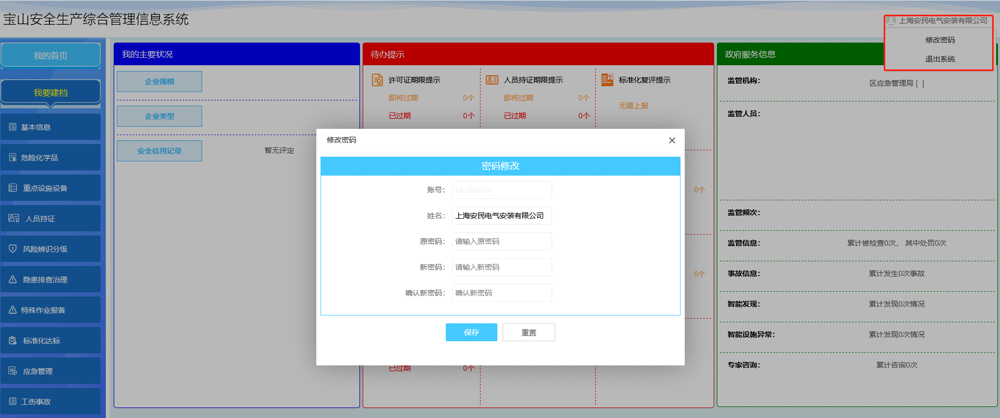 宝山安全生产综合管理信息系统
上海安民电气安装有限公司
修改密码
退出系统
我的首页
我要建档
基本信息
危险化学品
重点设施设备
人员持证
风险辨识分级
隐患排查治理
特殊作业报备
标准化达标
应急管理
工伤事故
我的主要状况
企业规模
企业类型
安全信用记录 暂无评定
待办提示
许可证期限提示
即将过期 0个
已过期 0个
人员持证期限提示
即将过期 0个
已过期 0个
标准化复评提示
无需上报
0个
0个
已过期 0个
修改密码
密码修改
账号： bs-286403
姓名： 上海安民电气安装有限公司
原密码： 请输入原密码
新密码： 请输入新密码
确认新密码： 确认新密码
保存 重置
政府服务信息
监管机构： 区应急管理局 [ ]
监管人员：
监管频次：
监管信息： 累计被检查0次， 其中处罚0次
事故信息： 累计发生0次事故
智能发现： 累计发现0次情况
智能设施异常： 累计发现0次情况
专家咨询： 累计咨询0次